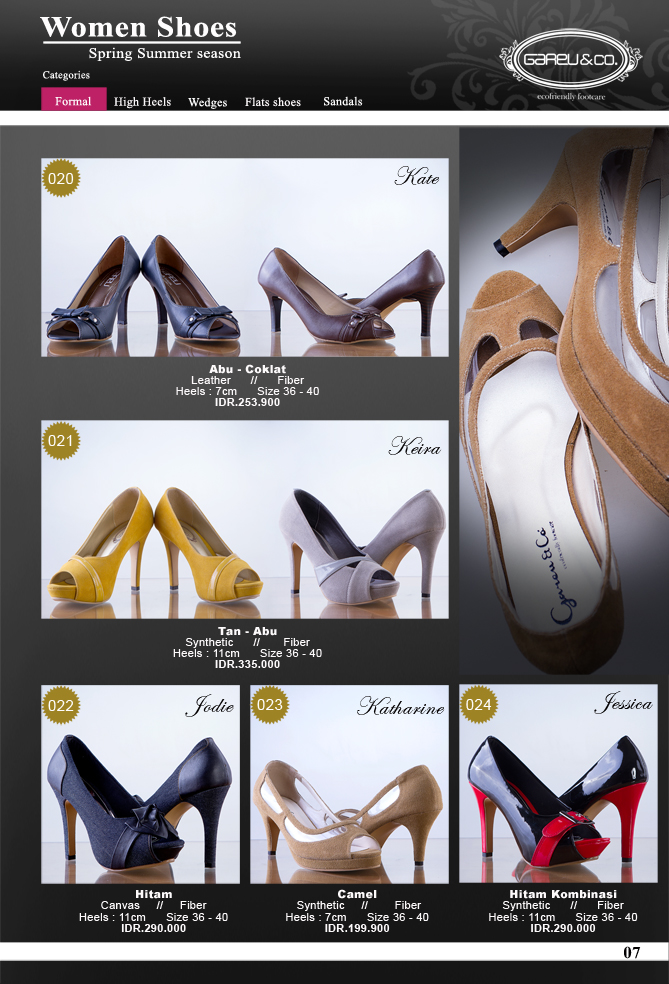 Women Shoes
Spring Summer season
Categories
Formal High Heels Wedges Flats shoes Sandals
GAREU & CO.
ecofriendly footcare
020
Kate
Abu - Coklat
Leather // Fiber
Heels : 7cm Size 36 - 40
IDR.253.900
021
Keira
Tan - Abu
Synthetic // Fiber
Heels : 11cm Size 36 - 40
IDR.335.000
Gareu & Co
022
Jodie
Hitam
Canvas // Fiber
Heels : 11cm Size 36 - 40
IDR.290.000
023
Katharine
Camel
Synthetic // Fiber
Heels : 7cm Size 36 - 40
IDR.199.900
024
Jessica
Hitam Kombinasi
Synthetic // Fiber
Heels : 11cm Size 36 - 40
IDR.290.000
07